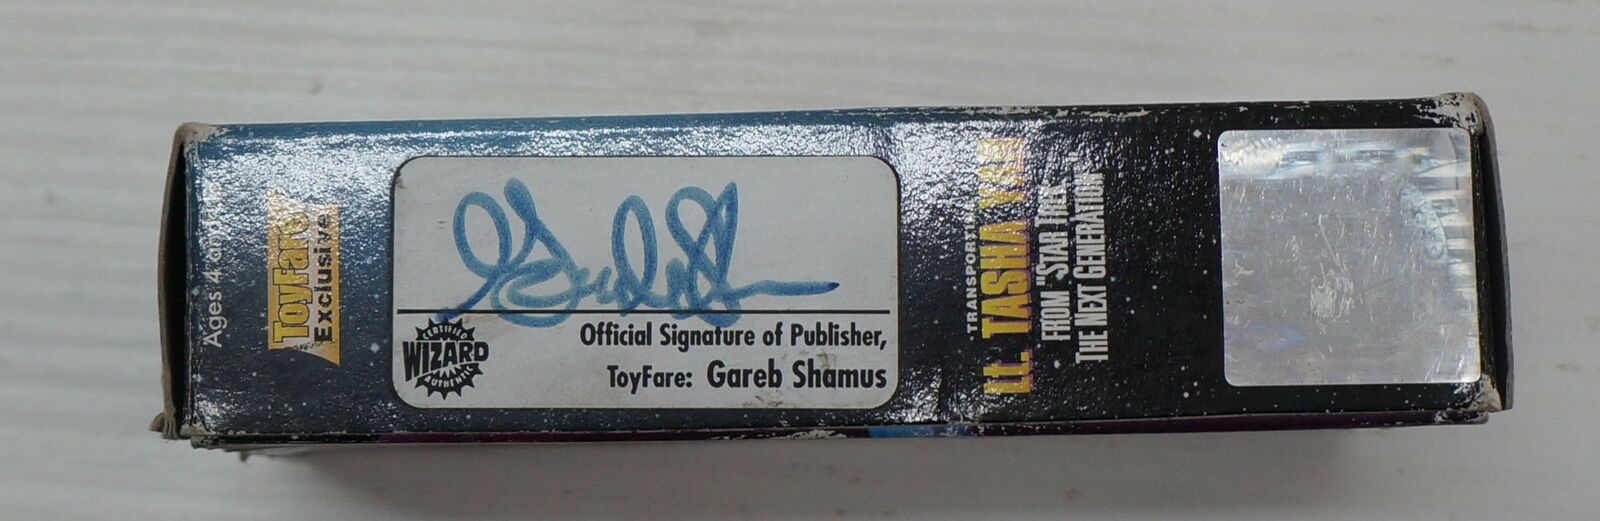 Ages 4 and
ToyFare
Exclusive
CERTIFIED
WIZARD
AUTHENTIC
Official Signature of Publisher,
ToyFare: Gareb Shamus
LT. TASHA YAR
FROM "STAR TREK
THE NEXT GENERATION"